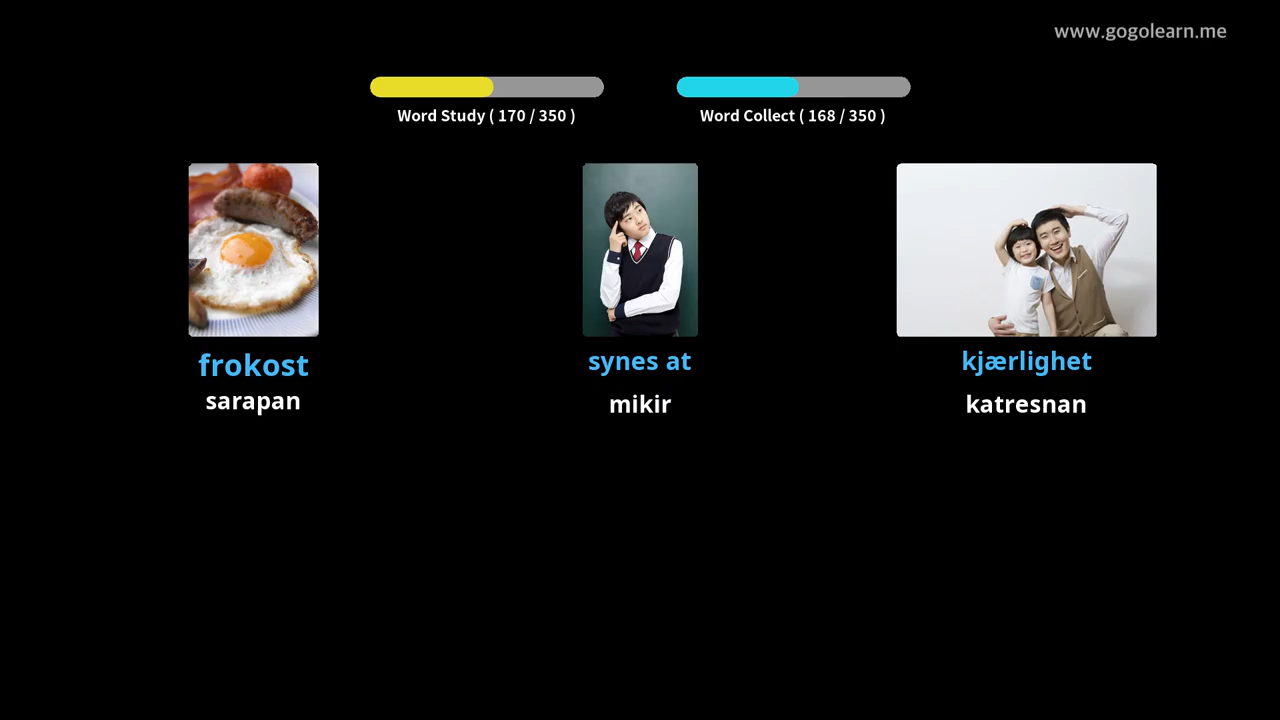 www.gogolearn.me
Word Study ( 170 / 350 )
Word Collect ( 168 / 350 )
frokost
sarapan
synes at
mikir
kjærlighet
katresnan